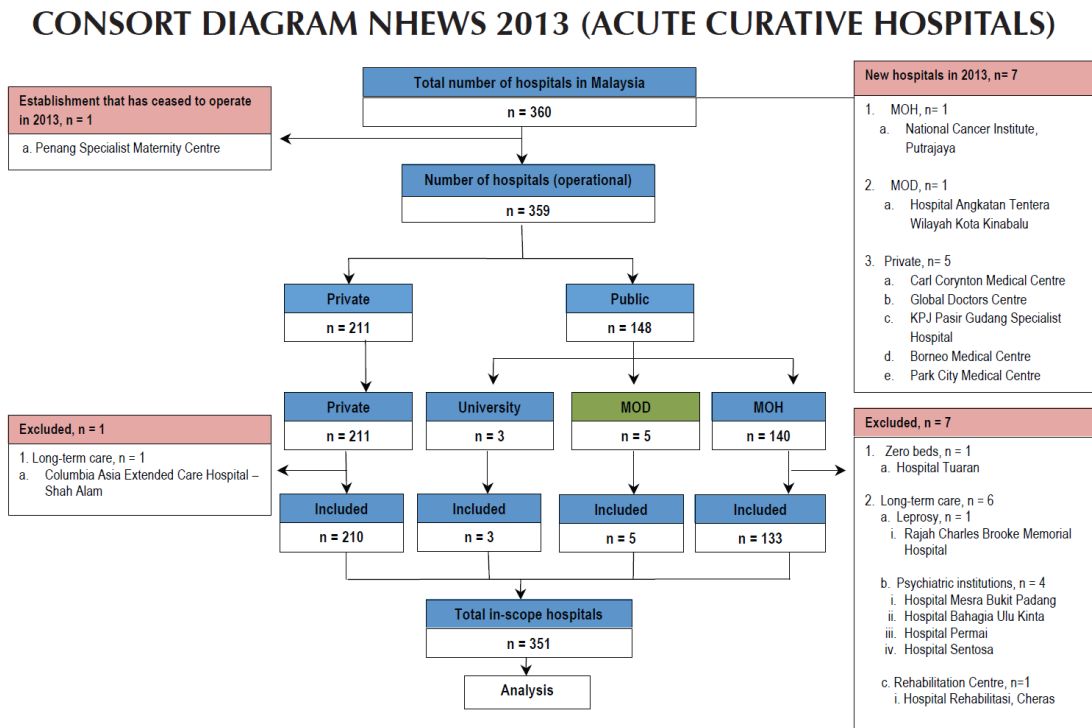 CONSORT DIAGRAM NHEWS 2013 (ACUTE CURATIVE HOSPITALS)
Total number of hospitals in Malaysia
n = 360
Establishment that has ceased to operate
in 2013, n = 1
a. Penang Specialist Maternity Centre
New hospitals in 2013, n= 7
1. MOH, n= 1
a. National Cancer Institute,
Putrajaya
2. MOD, n= 1
a. Hospital Angkatan Tentera
Wilayah Kota Kinabalu
3. Private, n= 5
a. Carl Corynton Medical Centre
b. Global Doctors Centre
c. KPJ Pasir Gudang Specialist
Hospital
d. Borneo Medical Centre
e. Park City Medical Centre
Number of hospitals (operational)
n = 359
Private
n = 211
Public
n = 148
Private
n = 211
University
n = 3
MOD
n = 5
MOH
n = 140
Excluded, n = 1
1. Long-term care, n = 1
a. Columbia Asia Extended Care Hospital –
Shah Alam
Excluded, n = 7
1. Zero beds, n = 1
a. Hospital Tuaran
2. Long-term care, n = 6
a. Leprosy, n = 1
i. Rajah Charles Brooke Memorial
Hospital
b. Psychiatric institutions, n = 4
i. Hospital Mesra Bukit Padang
ii. Hospital Bahagia Ulu Kinta
iii. Hospital Permai
iv. Hospital Sentosa
c. Rehabilitation Centre, n=1
i. Hospital Rehabilitasi, Cheras
Included
n = 210
Included
n = 3
Included
n = 5
Included
n = 133
Total in-scope hospitals
n = 351
Analysis